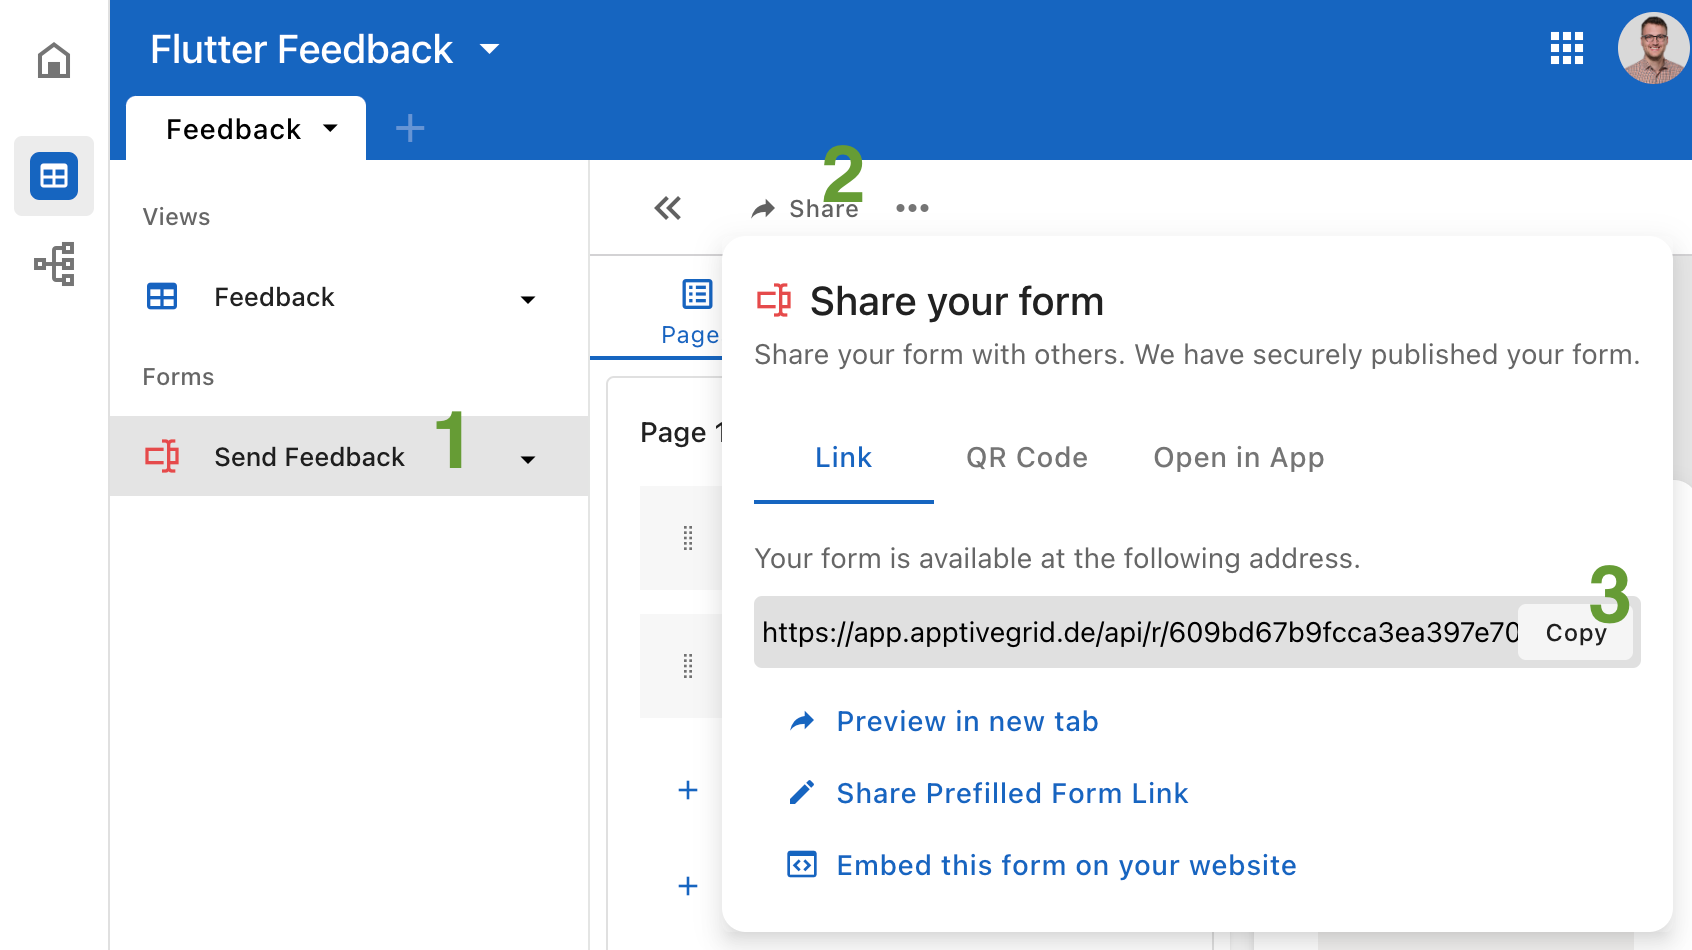 Flutter Feedback
Feedback
Views
Feedback
Forms
Send Feedback
1
2
Share
Page
Page 1
Share your form
Share your form with others. We have securely published your form.
Link
QR Code
Open in App
Your form is available at the following address.
https://app.apptivegrid.de/api/r/609bd67b9fcca3ea397e70
3
Copy
Preview in new tab
Share Prefilled Form Link
Embed this form on your website